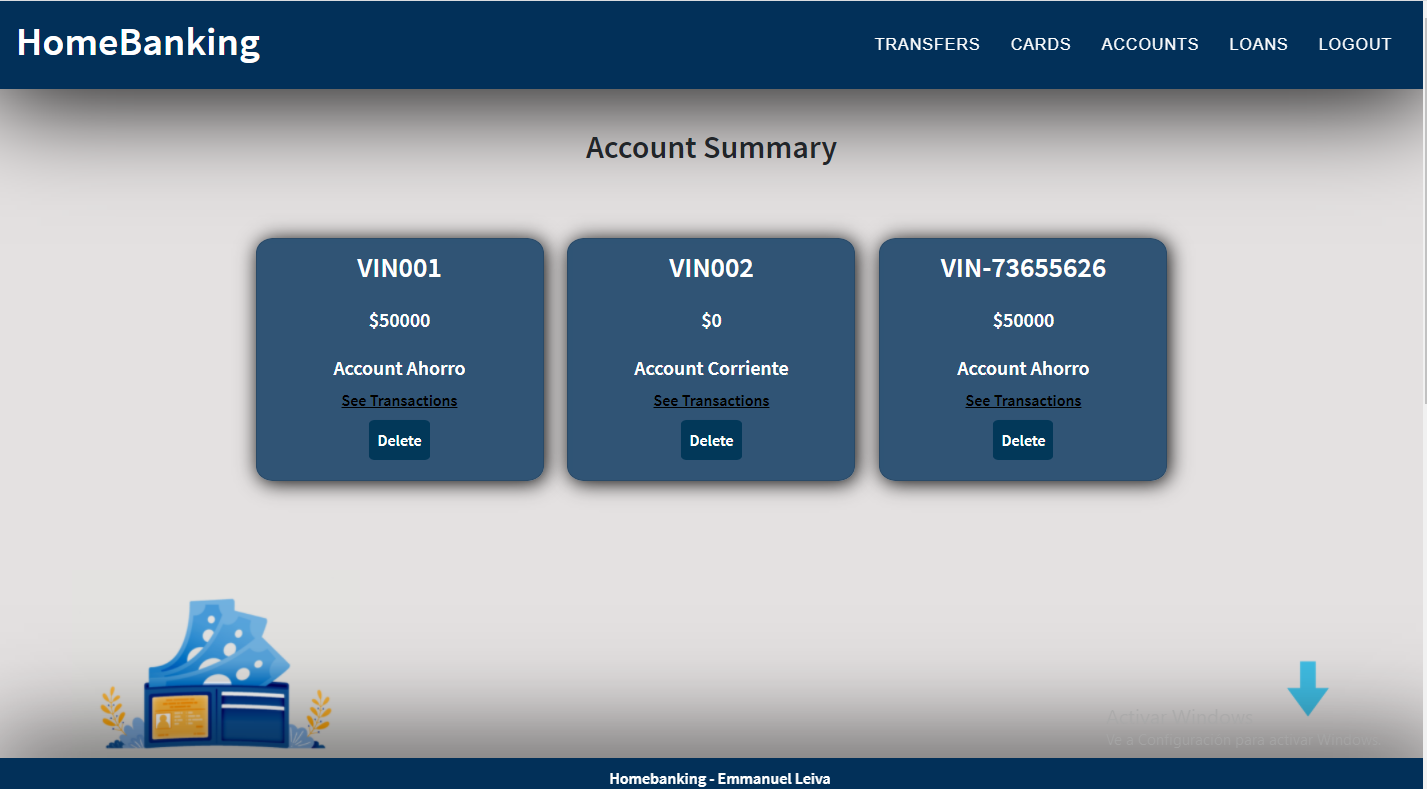 HomeBanking
TRANSFERS CARDS ACCOUNTS LOANS LOGOUT
Account Summary
VIN001
$50000
Account Ahorro
See Transactions
Delete
VIN002
$0
Account Corriente
See Transactions
Delete
VIN-73655626
$50000
Account Ahorro
See Transactions
Delete
Activar Windows
Ve a Configuración para activar Windows.
Homebanking - Emmanuel Leiva